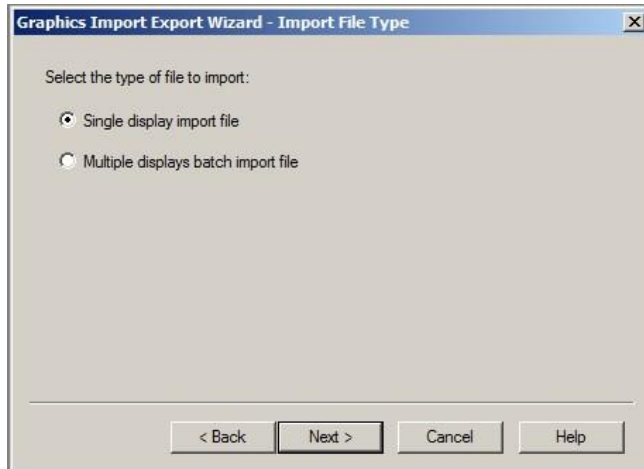 Graphics Import Export Wizard - Import File Type
Select the type of file to import:
Single display import file
Multiple displays batch import file
< Back Next > Cancel Help